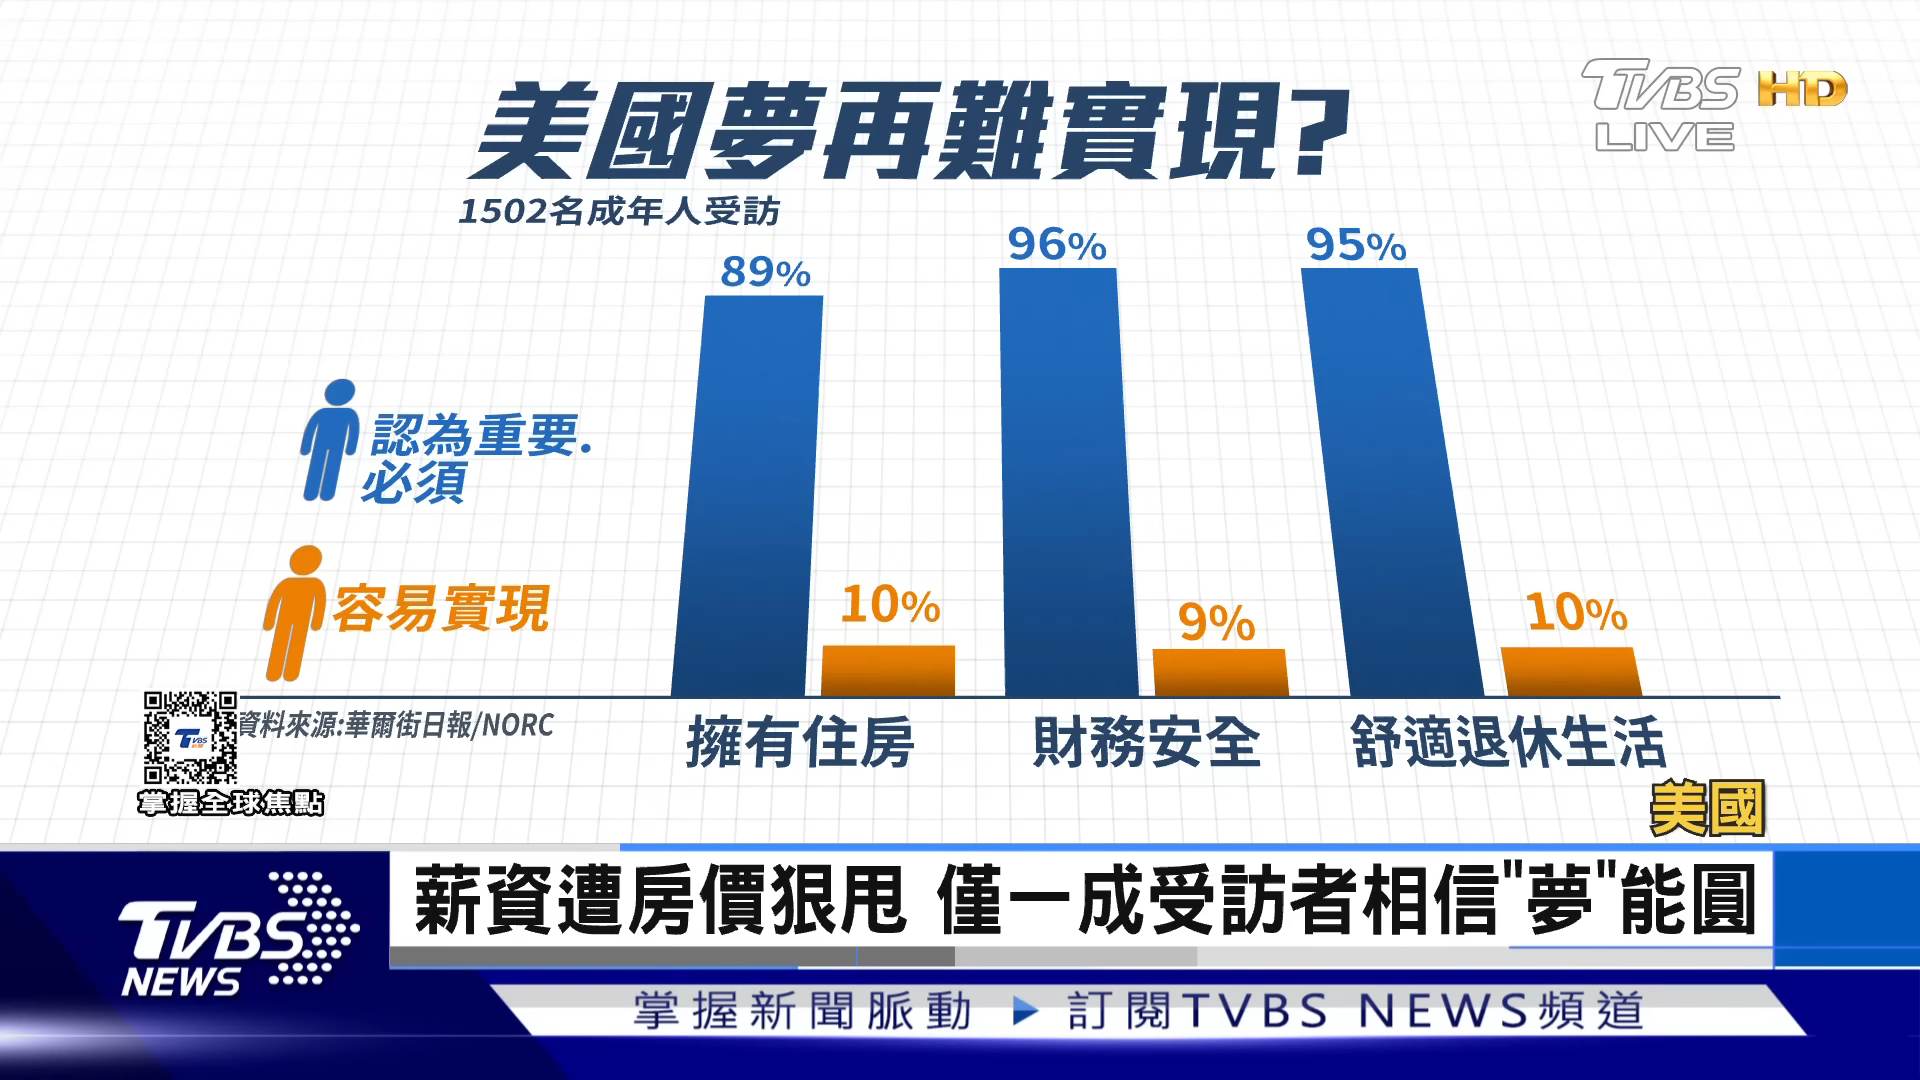 美國夢再難實現?
TVBS HD
LIVE
1502名成年人受訪
89%
96%
95%
認為重要.
必須
10%
9%
10%
容易實現
資料來源:華爾街日報/NORC
擁有住房
財務安全
舒適退休生活
TVBS
新聞
掌握全球焦點
美國
薪資遭房價狠甩 僅一成受訪者相信"夢"能圓
TVBS
NEWS
掌握新聞脈動 ▶ 訂閱TVBS NEWS頻道